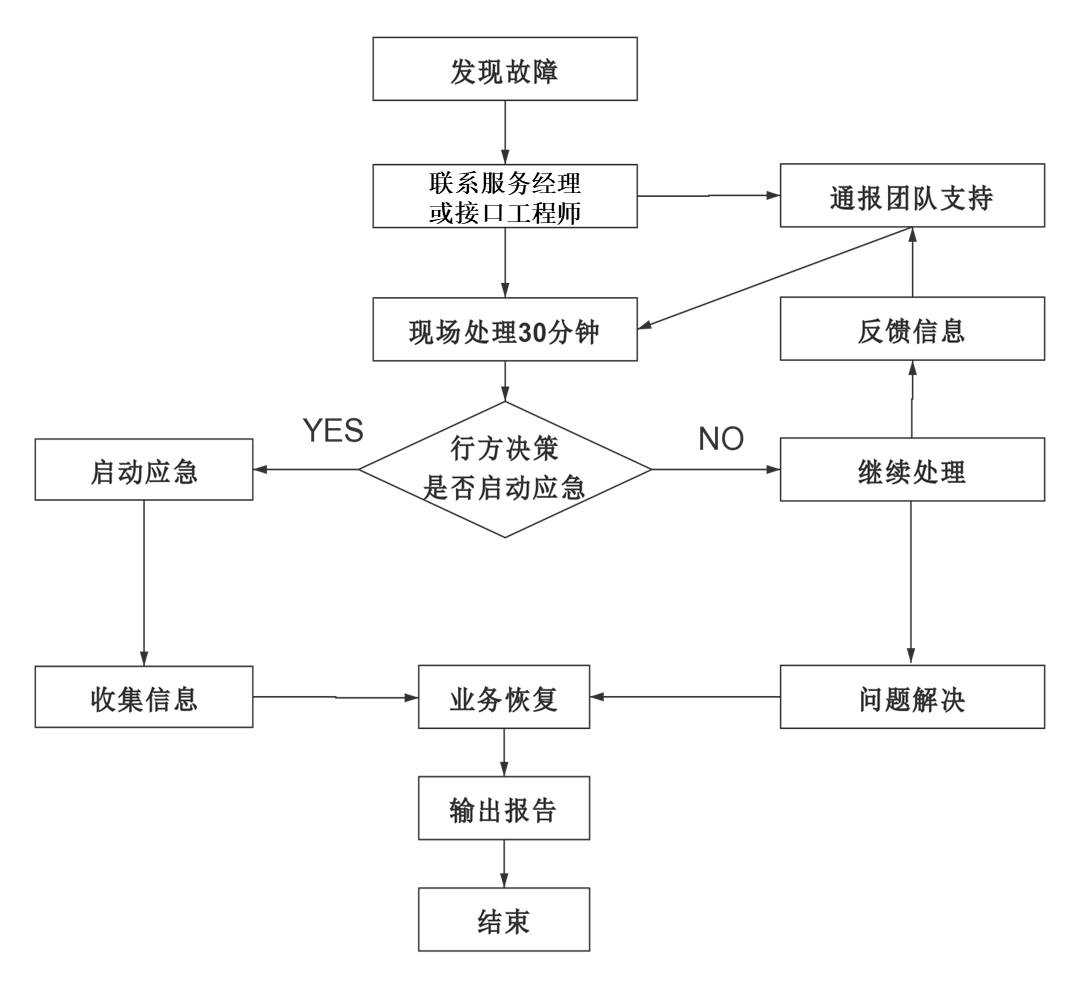 发现故障
联系服务经理
或接口工程师
通报团队支持
现场处理30分钟
反馈信息
YES
行方决策
是否启动应急
NO
启动应急
继续处理
收集信息
业务恢复
问题解决
输出报告
结束